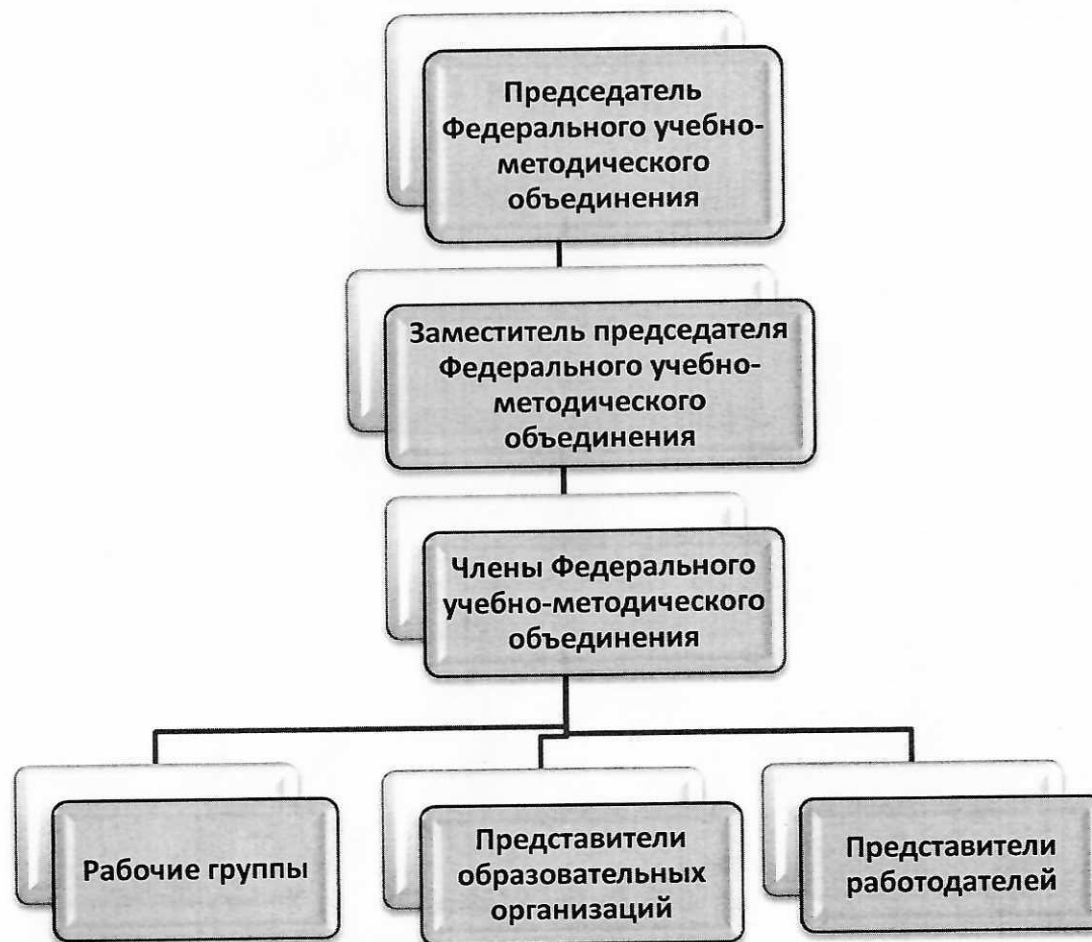 Председатель
Федерального учебно-
методического
объединения
Заместитель председателя
Федерального учебно-
методического
объединения
Члены Федерального
учебно-методического
объединения
Рабочие группы
Представители
образовательных
организаций
Представители
работодателей